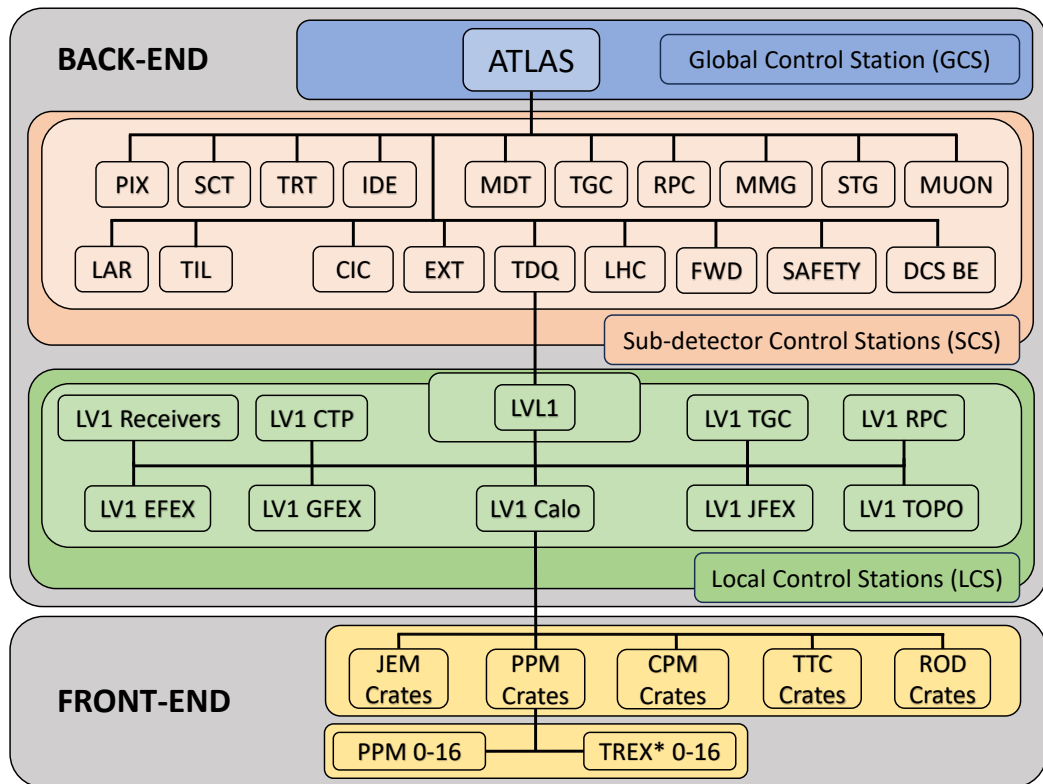 BACK-END
ATLAS
Global Control Station (GCS)
PIX
SCT
TRT
IDE
MDT
TGC
RPC
MMG
STG
MUON
LAR
TIL
CIC
EXT
TDQ
LHC
FWD
SAFETY
DCS BE
Sub-detector Control Stations (SCS)
LV1 Receivers
LV1 CTP
LVL1
LV1 TGC
LV1 RPC
LV1 EFEX
LV1 GFEX
LV1 Calo
LV1 JFEX
LV1 TOPO
Local Control Stations (LCS)
FRONT-END
JEM
Crates
PPM
Crates
CPM
Crates
TTC
Crates
ROD
Crates
PPM 0-16
TREX* 0-16